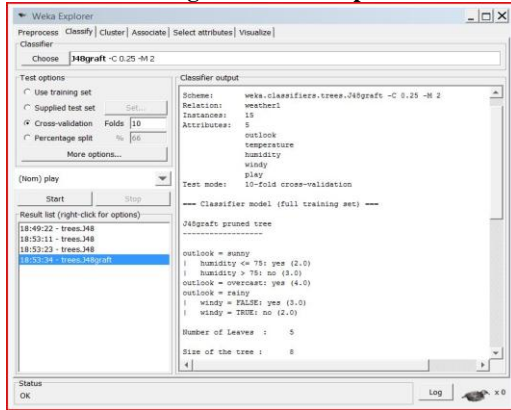 Weka Explorer
Preprocess Classify Cluster Associate Select attributes Visualize
Classifier
Choose J48graft -C 0.25 -M 2
Test options
Use training set
Supplied test set Set...
Cross-validation Folds 10
Percentage split % 66
More options...
(Nom) play
Start Stop
Result list (right-click for options)
18:49:22 - trees.J48
18:53:11 - trees.J48
18:53:23 - trees.J48
18:53:34 - trees.J48graft
Classifier output
Scheme: weka.classifiers.trees.J48graft -C 0.25 -M 2
Relation: weather1
Instances: 15
Attributes: 5
outlook
temperature
humidity
windy
play
Test mode: 10-fold cross-validation
=== Classifier model (full training set) ===
J48graft pruned tree
------------------
outlook = sunny
| humidity <= 75: yes (2.0)
| humidity > 75: no (3.0)
outlook = overcast: yes (4.0)
outlook = rainy
| windy = FALSE: yes (3.0)
| windy = TRUE: no (2.0)
Number of Leaves : 5
Size of the tree : 8
Status
OK
Log x 0